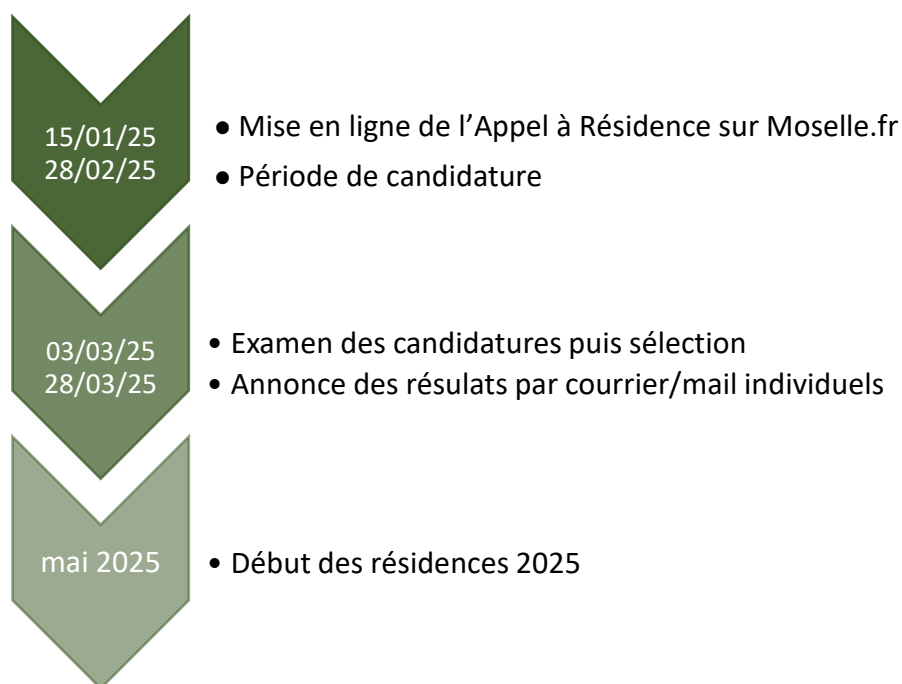 15/01/25
28/02/25
● Mise en ligne de l’Appel à Résidence sur Moselle.fr
● Période de candidature
03/03/25
28/03/25
• Examen des candidatures puis sélection
• Annonce des résulats par courrier/mail individuels
mai 2025
• Début des résidences 2025